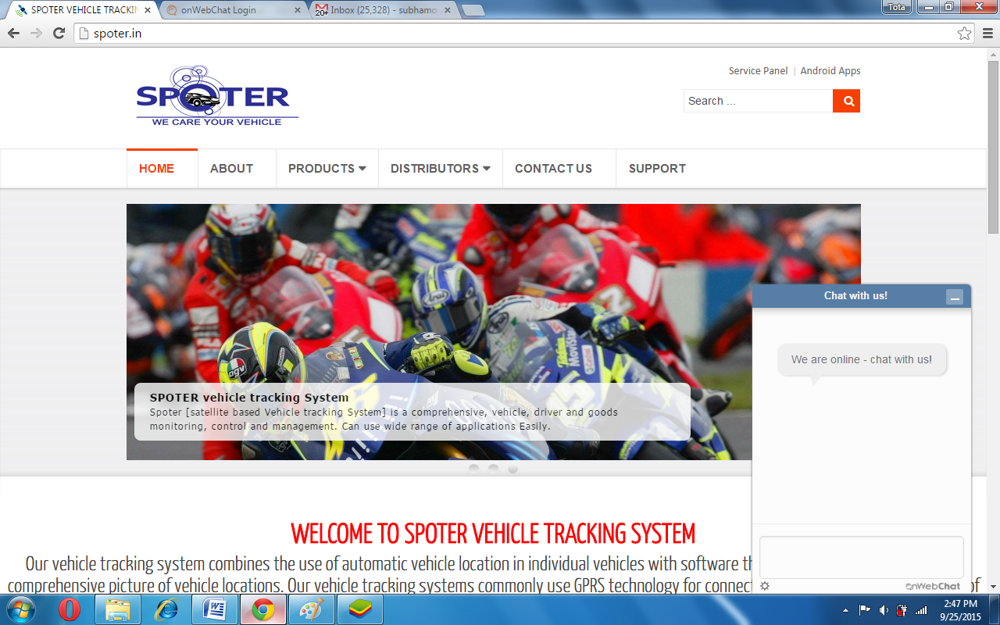 SPOTER VEHICLE TRACKIN
onWebChat Login
20+ Inbox (25,328) - subhamo
Tota
spoter.in
Service Panel | Android Apps
SPOTER
WE CARE YOUR VEHICLE
Search ...
HOME ABOUT PRODUCTS DISTRIBUTORS CONTACT US SUPPORT
Arai
agv
Telefonica
MoviStar
Chat with us!
We are online - chat with us!
SPOTER vehicle tracking System
Spoter [satellite based Vehicle tracking System] is a comprehensive, vehicle, driver and goods
monitoring, control and management. Can use wide range of applications Easily.
WELCOME TO SPOTER VEHICLE TRACKING SYSTEM
Our vehicle tracking system combines the use of automatic vehicle location in individual vehicles with software th
comprehensive picture of vehicle locations. Our vehicle tracking systems commonly use GPRS technology for connect of
onWebChat
2:47 PM
9/25/2015